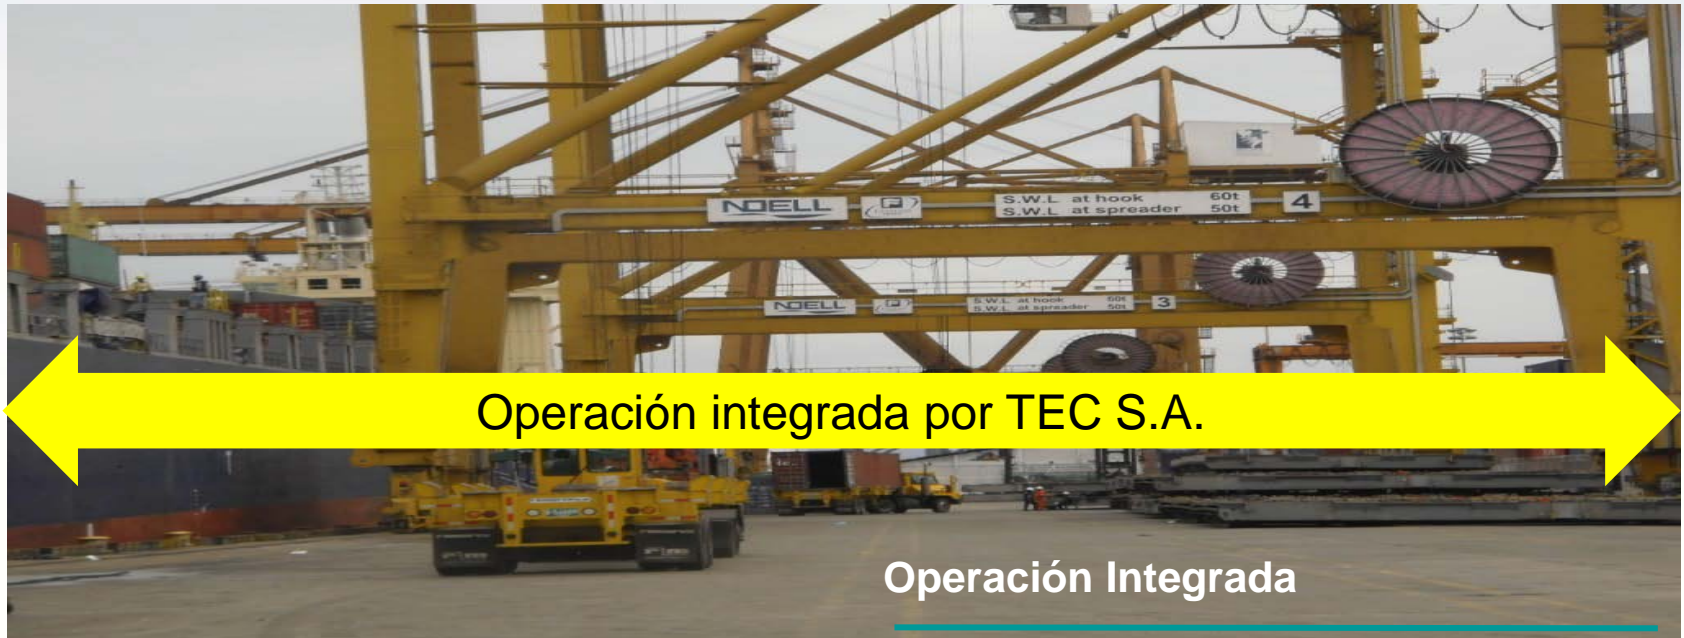 NOELL
S.W.L at hook 60t
S.W.L at spreader 50t
4
NOELL
S.W.L at hook 60t
S.W.L at spreader 50t
3
Operación integrada por TEC S.A.
Operación Integrada